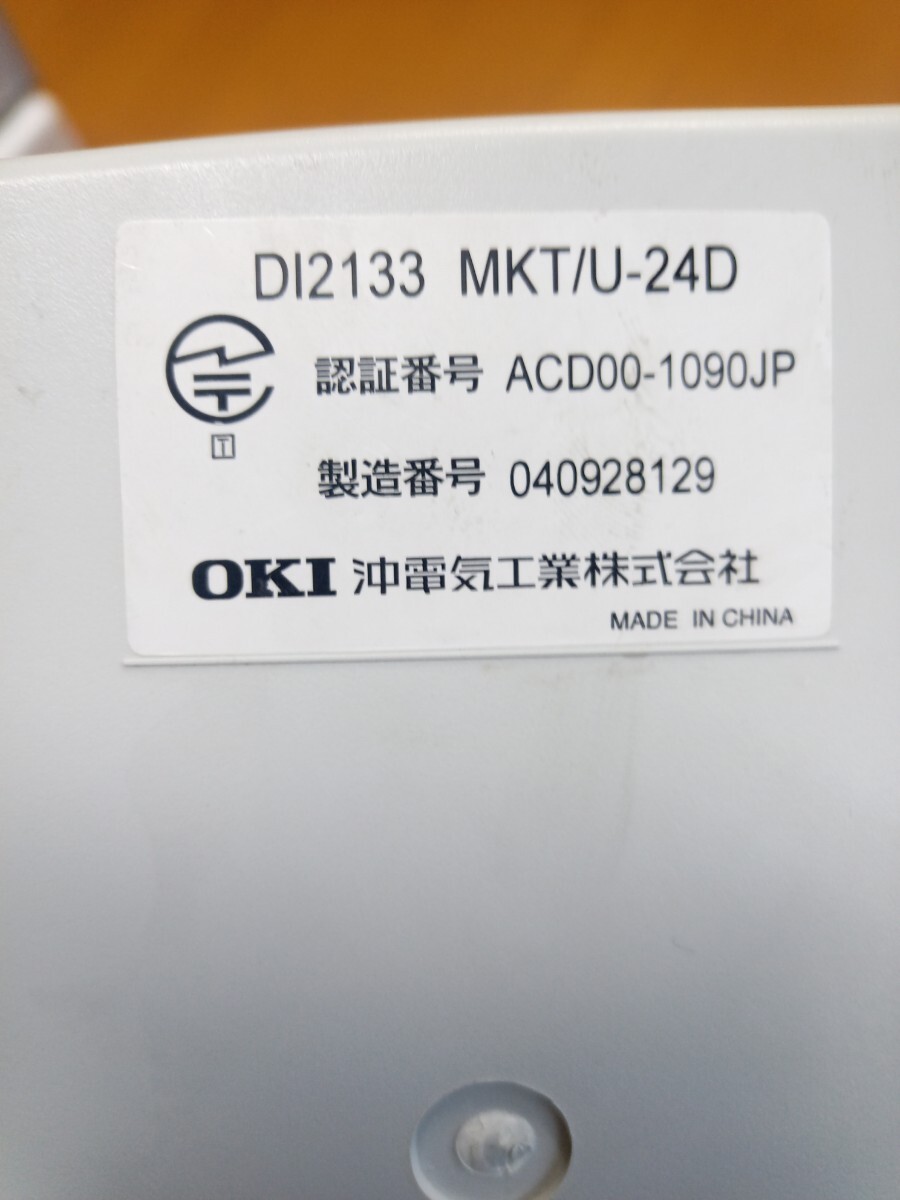 DI2133 MKT/U-24D
認証番号 ACD00-1090JP
T
製造番号 040928129
OKI 沖電気工業株式会社
MADE IN CHINA